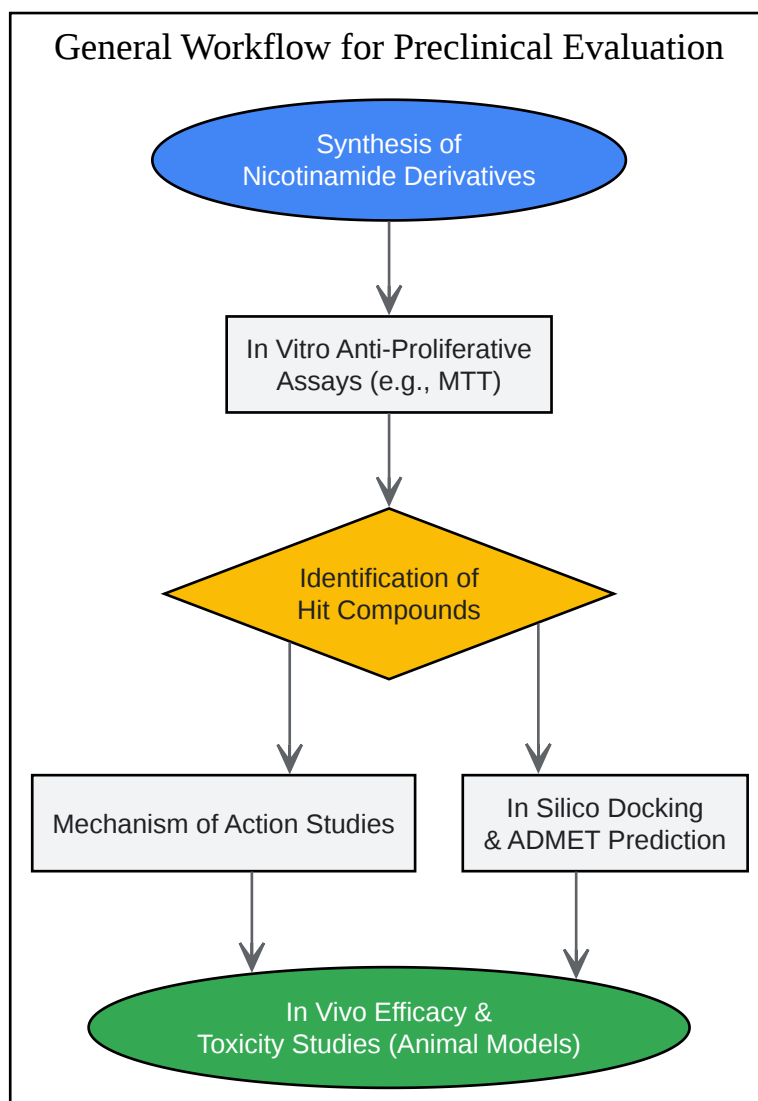 General Workflow for Preclinical Evaluation
Synthesis of
Nicotinamide Derivatives
In Vitro Anti-Proliferative
Assays (e.g., MTT)
Identification of
Hit Compounds
Mechanism of Action Studies
In Silico Docking
& ADMET Prediction
In Vivo Efficacy &
Toxicity Studies (Animal Models)